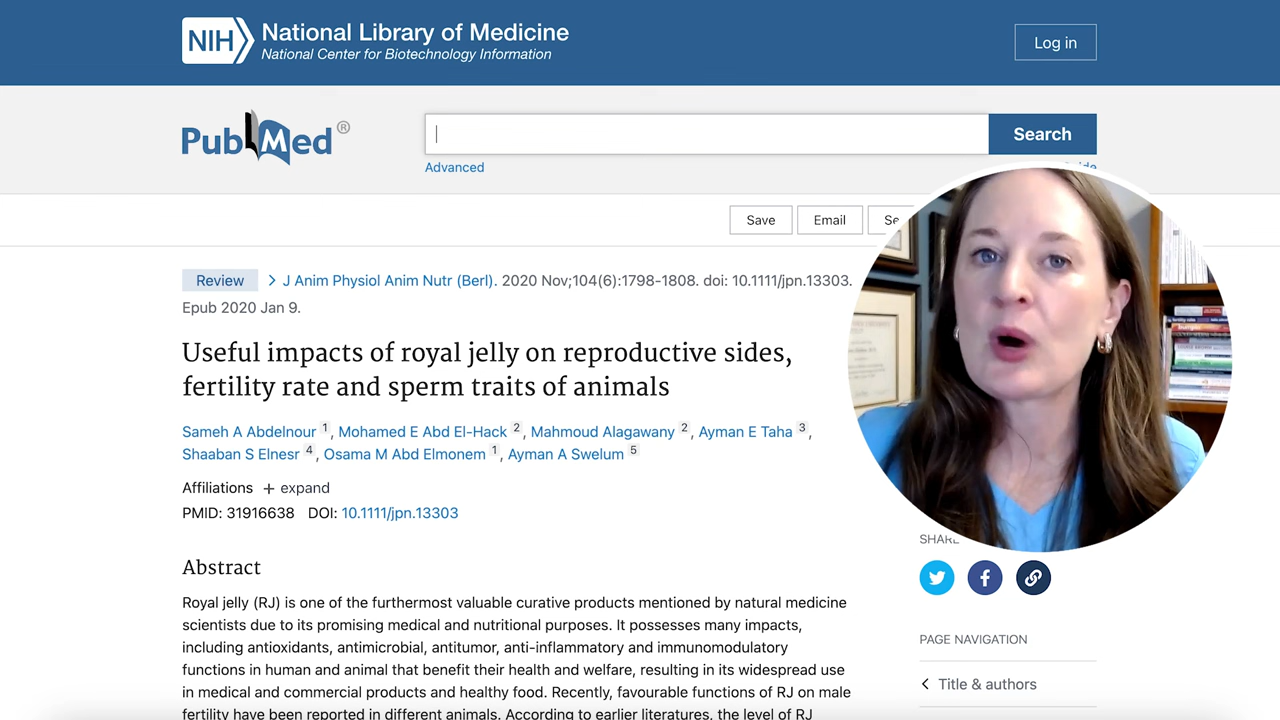 NIH National Library of Medicine
National Center for Biotechnology Information
Log in
PubMed®
Search
Advanced
Save
Email
Review
J Anim Physiol Anim Nutr (Berl). 2020 Nov;104(6):1798-1808. doi: 10.1111/jpn.13303.
Epub 2020 Jan 9.
Useful impacts of royal jelly on reproductive sides,
fertility rate and sperm traits of animals
Sameh A Abdelnour 1, Mohamed E Abd El-Hack 2, Mahmoud Alagawany 2, Ayman E Taha 3,
Shaaban S Elnesr 4, Osama M Abd Elmonem 1, Ayman A Swelum 5
Affiliations + expand
PMID: 31916638 DOI: 10.1111/jpn.13303
Abstract
Royal jelly (RJ) is one of the furthermost valuable curative products mentioned by natural medicine
scientists due to its promising medical and nutritional purposes. It possesses many impacts,
including antioxidants, antimicrobial, antitumor, anti-inflammatory and immunomodulatory
functions in human and animal that benefit their health and welfare, resulting in its widespread use
in medical and commercial products and healthy food. Recently, favourable functions of RJ on male
fertility have been reported in different animals. According to earlier literatures, the level of RJ
SHARE
PAGE NAVIGATION
Title & authors